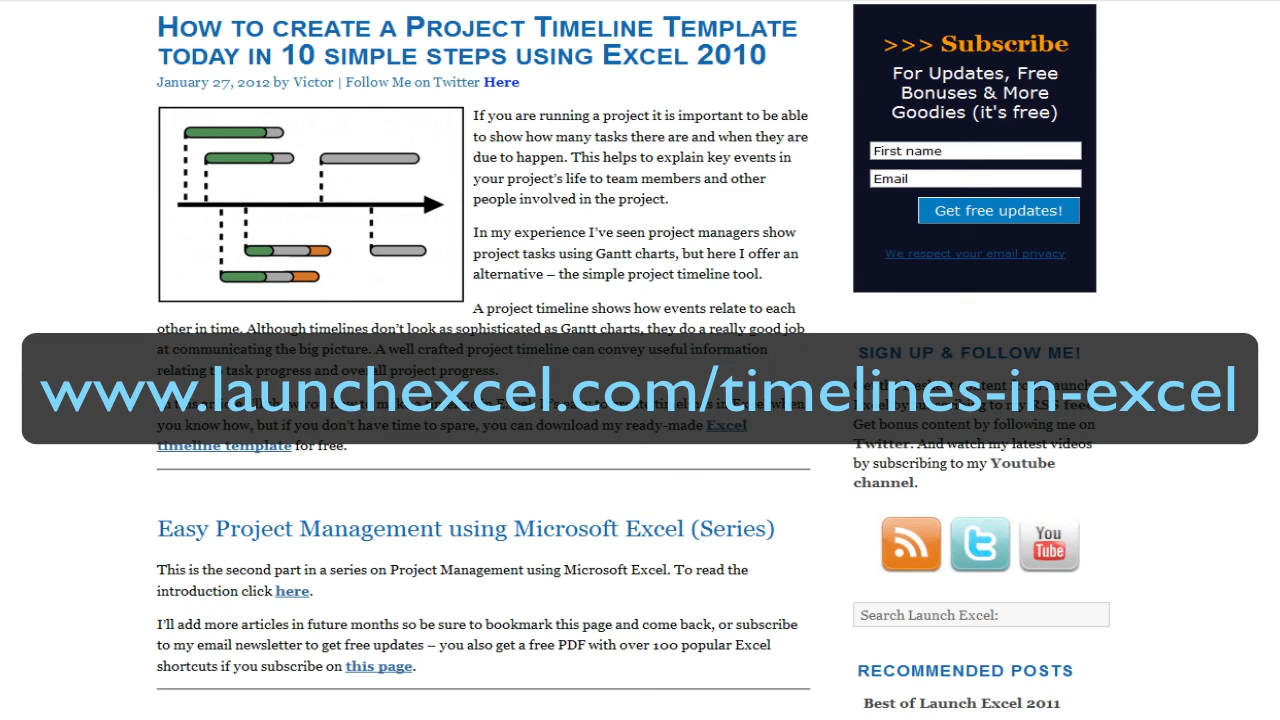 HOW TO CREATE A PROJECT TIMELINE TEMPLATE
TODAY IN 10 SIMPLE STEPS USING EXCEL 2010
January 27, 2012 by Victor | Follow Me on Twitter Here
If you are running a project it is important to be able
to show how many tasks there are and when they are
due to happen. This helps to explain key events in
your project's life to team members and other
people involved in the project.
In my experience I've seen project managers show
project tasks using Gantt charts, but here I offer an
alternative – the simple project timeline tool.
A project timeline shows how events relate to each
other in time. Although timelines don't look as sophisticated as Gantt charts, they do a really good job
at communicating the big picture. A well crafted project timeline can convey useful information
relating to task progress and overall project progress.
www.launchexcel.com/timelines-in-excel
you know how, but if you don't have time to spare, you can download my ready-made Excel
timeline template for free.
Easy Project Management using Microsoft Excel (Series)
This is the second part in a series on Project Management using Microsoft Excel. To read the
introduction click here.
I'll add more articles in future months so be sure to bookmark this page and come back, or subscribe
to my email newsletter to get free updates – you also get a free PDF with over 100 popular Excel
shortcuts if you subscribe on this page.
>>> Subscribe
For Updates, Free
Bonuses & More
Goodies (it's free)
First name
Email
Get free updates!
We respect your email privacy
SIGN UP & FOLLOW ME!
Get bonus content by following me on
Twitter. And watch my latest videos
by subscribing to my Youtube
channel.
You
Tube
Search Launch Excel:
RECOMMENDED POSTS
Best of Launch Excel 2011